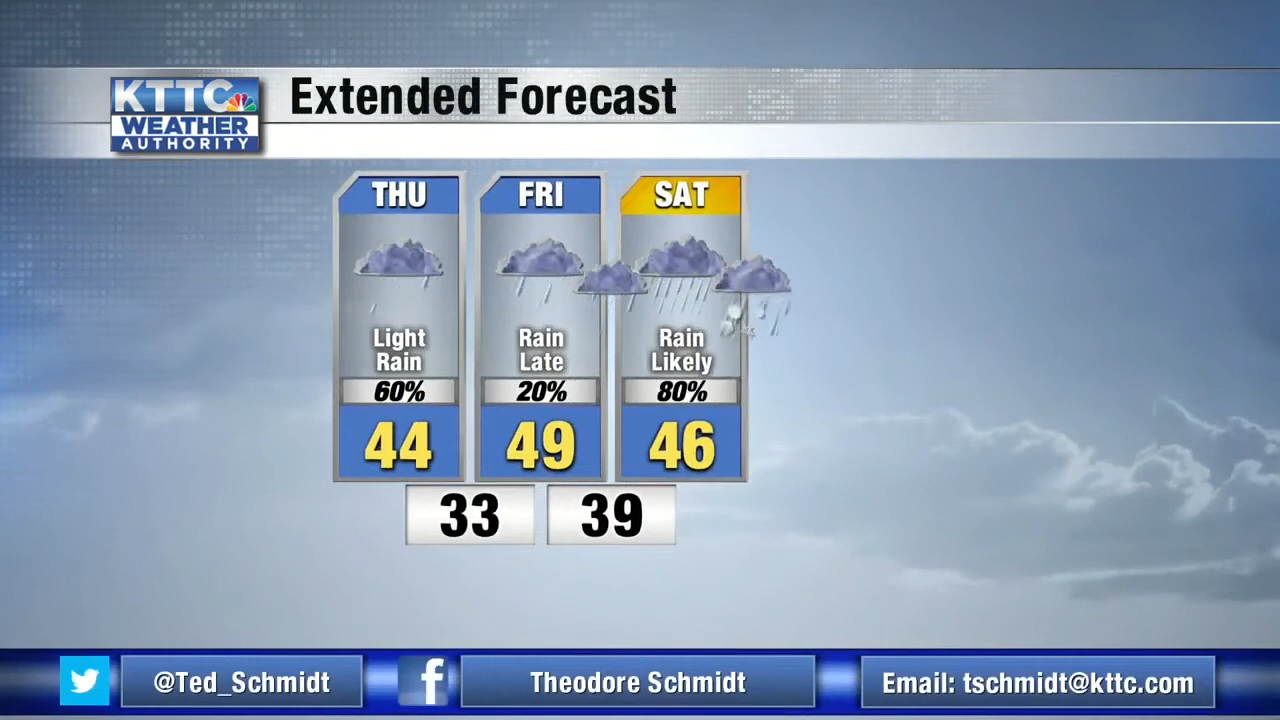 KTTC
WEATHER
AUTHORITY
Extended Forecast
THU
Light
Rain
60%
44
FRI
Rain
Late
20%
49
SAT
Rain
Likely
80%
46
33
39
@Ted_Schmidt
f
Theodore Schmidt
Email: tschmidt@kttc.com